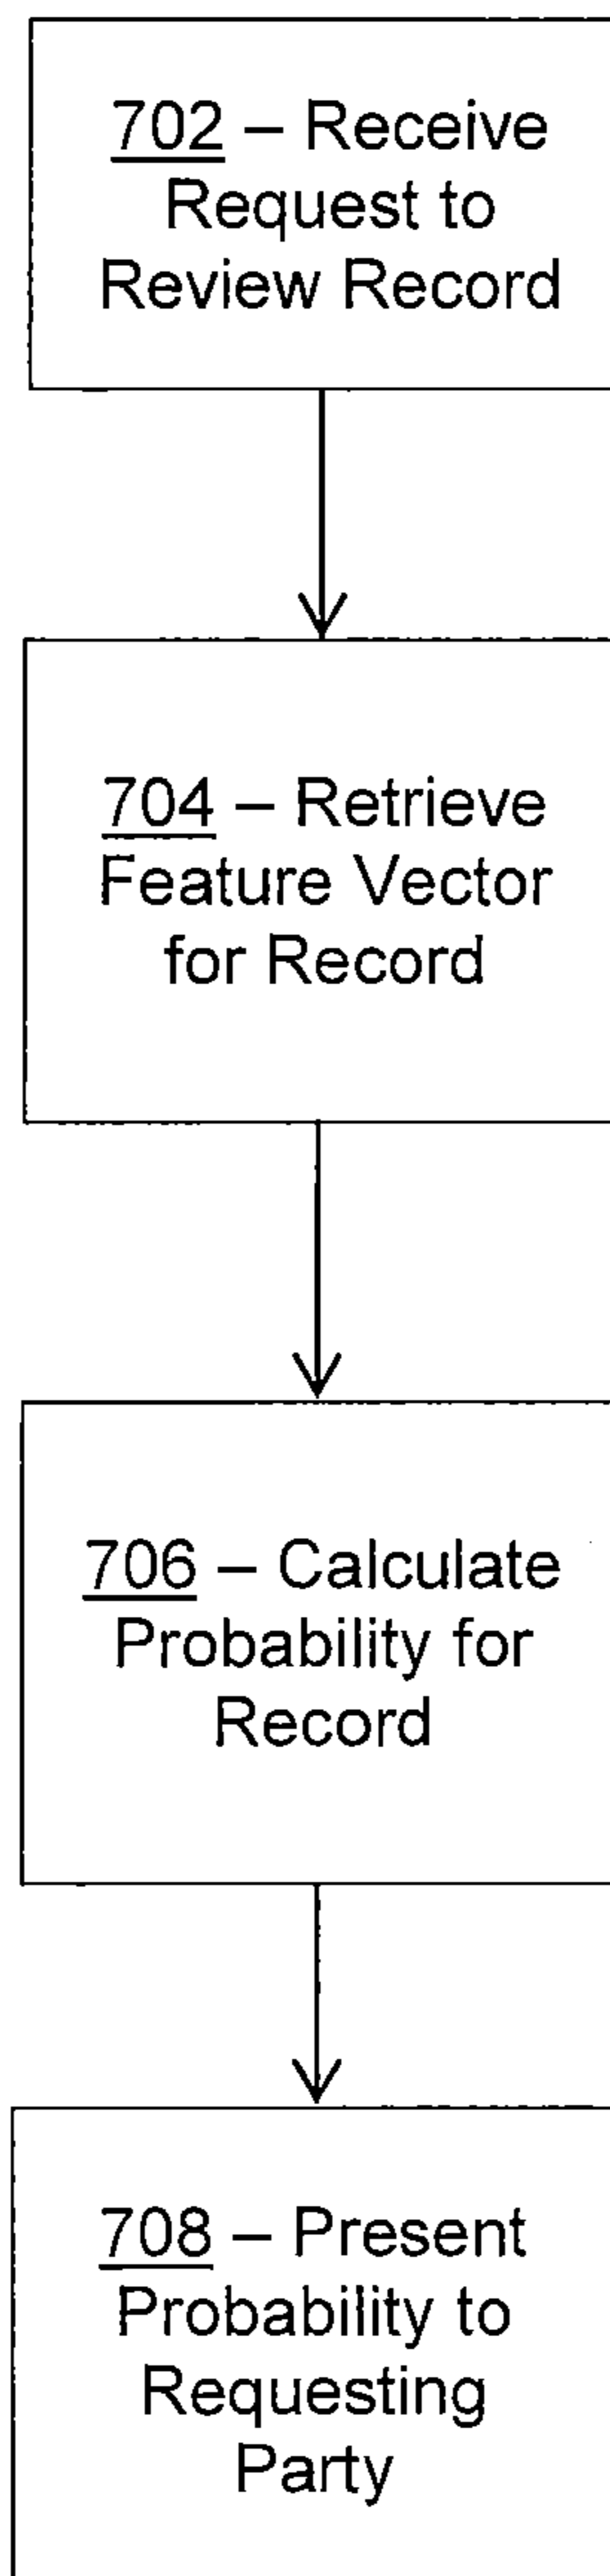 702 – Receive
Request to
Review Record
704 – Retrieve
Feature Vector
for Record
706 – Calculate
Probability for
Record
708 – Present
Probability to
Requesting
Party